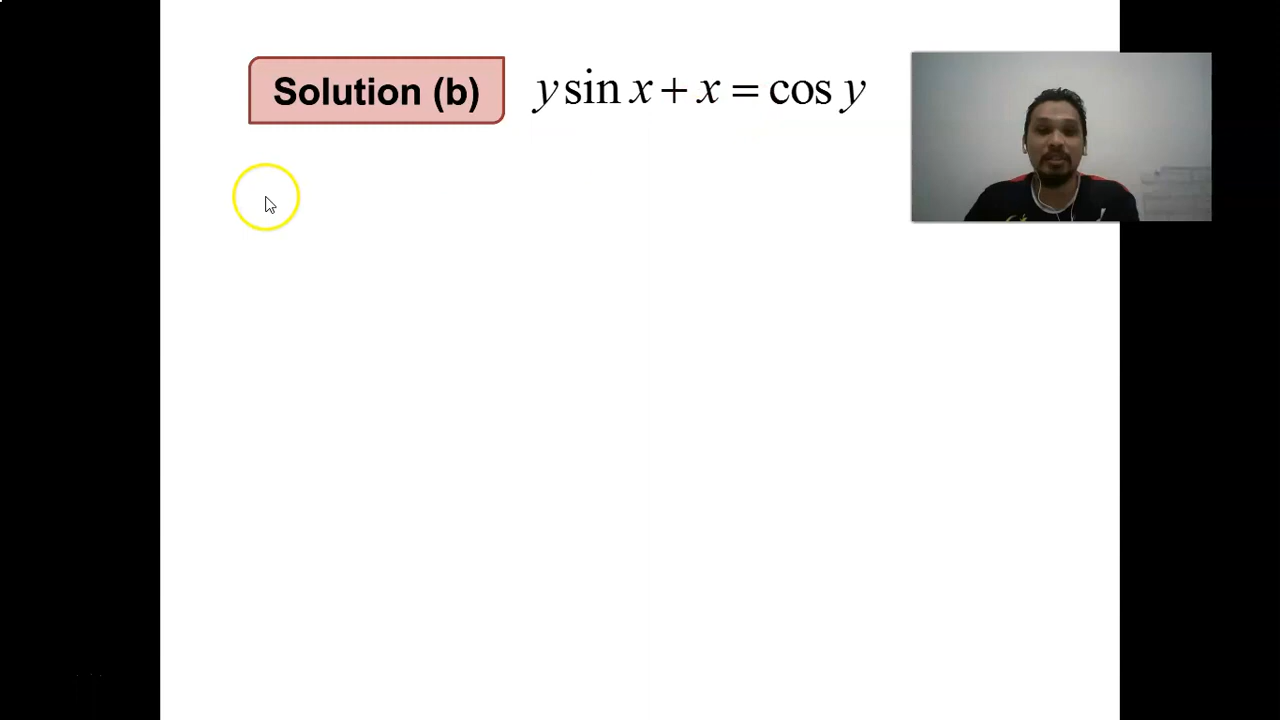 Solution (b) y sin x + x = cos y